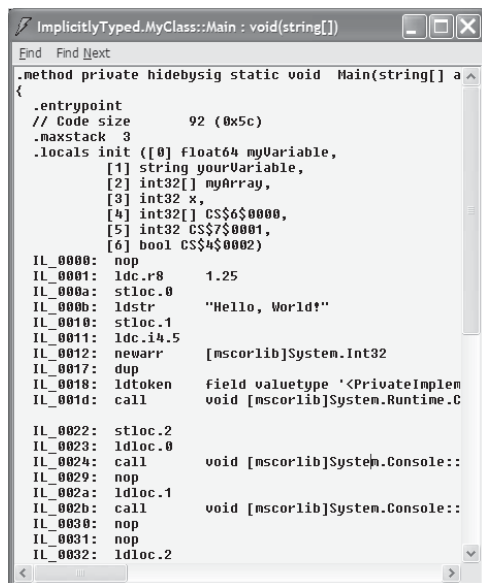 ImplicitlyTyped.MyClass::Main : void(string[])
Find Find Next
.method private hidebysig static void Main(string[] a
{
.entrypoint
// Code size 92 (0x5c)
.maxstack 3
.locals init ([0] float64 myVariable,
[1] string yourVariable,
[2] int32[] myArray,
[3] int32 x,
[4] int32[] CS$6$0000,
[5] int32 CS$7$0001,
[6] bool CS$4$0002)
IL_0000: nop
IL_0001: ldc.r8 1.25
IL_000a: stloc.0
IL_000b: ldstr "Hello, World!"
IL_0010: stloc.1
IL_0011: ldc.i4.5
IL_0012: newarr [mscorlib]System.Int32
IL_0017: dup
IL_0018: ldtoken field valuetype '<PrivateImplem
IL_001d: call void [mscorlib]System.Runtime.C
IL_0022: stloc.2
IL_0023: ldloc.0
IL_0024: call void [mscorlib]System.Console::
IL_0029: nop
IL_002a: ldloc.1
IL_002b: call void [mscorlib]System.Console::
IL_0030: nop
IL_0031: nop
IL_0032: ldloc.2